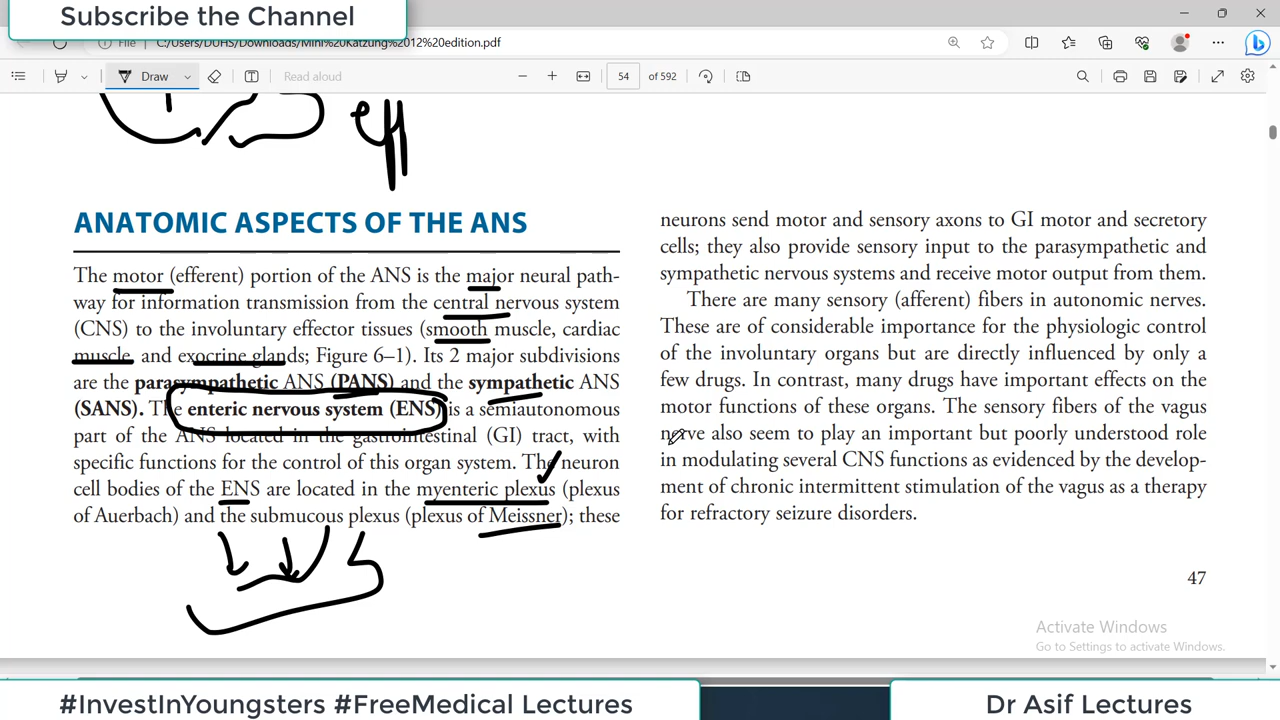 Subscribe the Channel
File C:/Users/DUHS/Downloads/Mini%20Katzung%2012%20edition.pdf
Draw Read aloud 54 of 592
eff
ANATOMIC ASPECTS OF THE ANS
The motor (efferent) portion of the ANS is the major neural path-
way for information transmission from the central nervous system
(CNS) to the involuntary effector tissues (smooth muscle, cardiac
muscle, and exocrine glands; Figure 6–1). Its 2 major subdivisions
are the parasympathetic ANS (PANS) and the sympathetic ANS
(SANS). The enteric nervous system (ENS) is a semiautonomous
part of the ANS located in the gastrointestinal (GI) tract, with
specific functions for the control of this organ system. The neuron
cell bodies of the ENS are located in the myenteric plexus (plexus
of Auerbach) and the submucous plexus (plexus of Meissner); these
neurons send motor and sensory axons to GI motor and secretory
cells; they also provide sensory input to the parasympathetic and
sympathetic nervous systems and receive motor output from them.
There are many sensory (afferent) fibers in autonomic nerves.
These are of considerable importance for the physiologic control
of the involuntary organs but are directly influenced by only a
few drugs. In contrast, many drugs have important effects on the
motor functions of these organs. The sensory fibers of the vagus
nerve also seem to play an important but poorly understood role
in modulating several CNS functions as evidenced by the develop-
ment of chronic intermittent stimulation of the vagus as a therapy
for refractory seizure disorders.
47
Activate Windows
Go to Settings to activate Windows.
#InvestInYoungsters #FreeMedical Lectures
Dr Asif Lectures